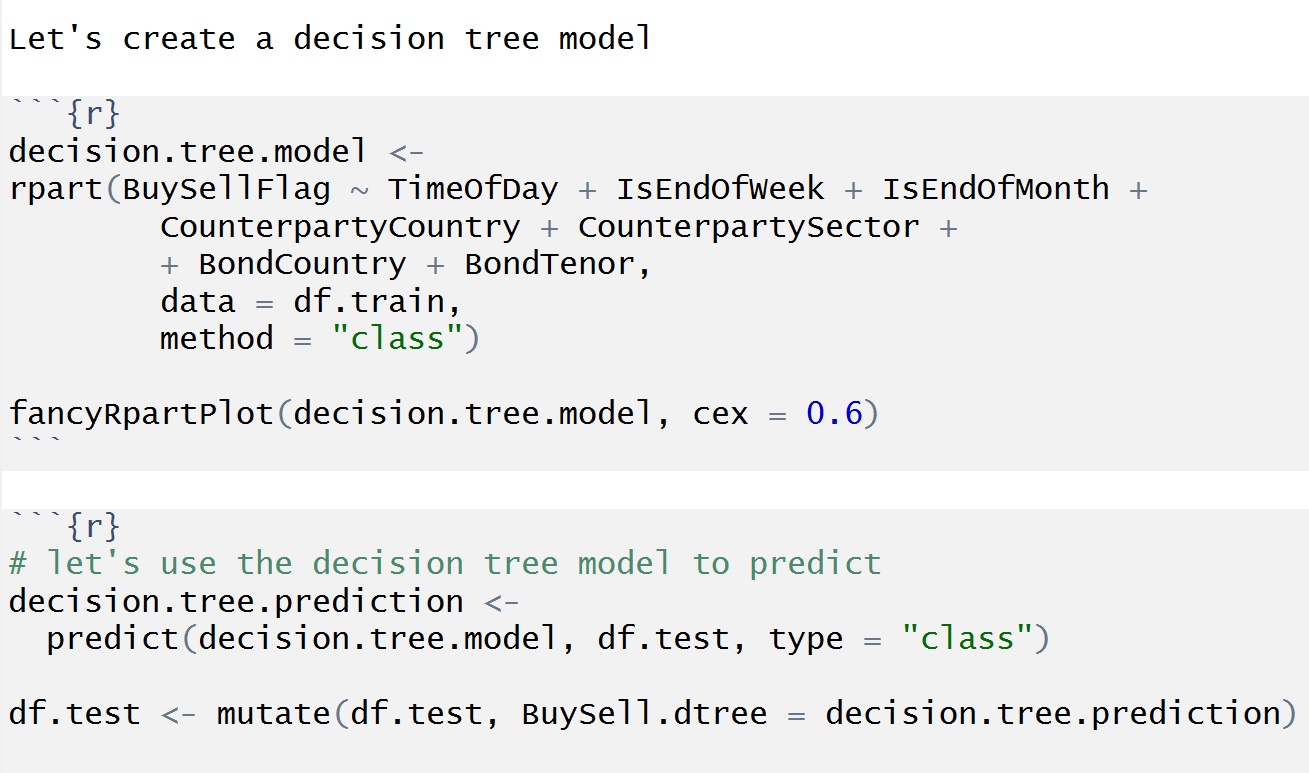 Let's create a decision tree model
```{r}
decision.tree.model <-
rpart(BuySellFlag ~ TimeOfDay + IsEndOfWeek + IsEndOfMonth +
CounterpartyCountry + CounterpartySector +
+ BondCountry + BondTenor,
data = df.train,
method = "class")
fancyRpartPlot(decision.tree.model, cex = 0.6)
```
```{r}
# let's use the decision tree model to predict
decision.tree.prediction <-
predict(decision.tree.model, df.test, type = "class")
df.test <- mutate(df.test, BuySell.dtree = decision.tree.prediction)